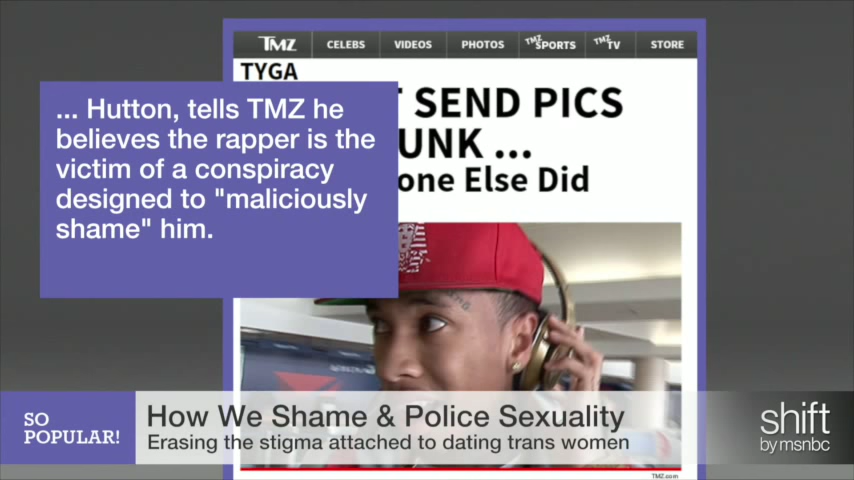 TMZ CELEBS VIDEOS PHOTOS TMZ SPORTS TMZ TV STORE
TYGA
SEND PICS
UNK ...
one Else Did
... Hutton, tells TMZ he
believes the rapper is the
victim of a conspiracy
designed to "maliciously
shame" him.
SO
POPULAR!
How We Shame & Police Sexuality
Erasing the stigma attached to dating trans women
shift
by msnbc
TMZ.com